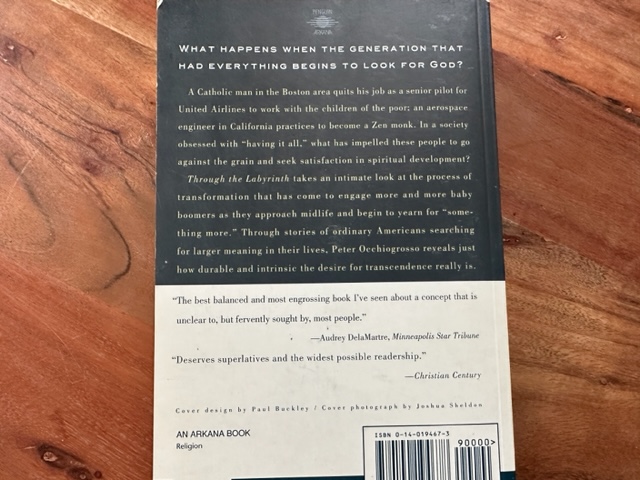 PENGUIN
ARKANA
WHAT HAPPENS WHEN THE GENERATION THAT
HAD EVERYTHING BEGINS TO LOOK FOR GOD?
A Catholic man in the Boston area quits his job as a senior pilot for
United Airlines to work with the children of the poor; an aerospace
engineer in California practices to become a Zen monk. In a society
obsessed with “having it all,” what has impelled these people to go
against the grain and seek satisfaction in spiritual development?
Through the Labyrinth takes an intimate look at the process of
transformation that has come to engage more and more baby
boomers as they approach midlife and begin to yearn for “some-
thing more.” Through stories of ordinary Americans searching
for larger meaning in their lives, Peter Occhiogrosso reveals just
how durable and intrinsic the desire for transcendence really is.
“The best balanced and most engrossing book I’ve seen about a concept that is
unclear to, but fervently sought by, most people.”
—Audrey DelaMartre, Minneapolis Star Tribune
“Deserves superlatives and the widest possible readership.”
—Christian Century
Cover design by Paul Buckley / Cover photograph by Joshua Sheldon
AN ARKANA BOOK
Religion
ISBN 0-14-019467-3
90000>